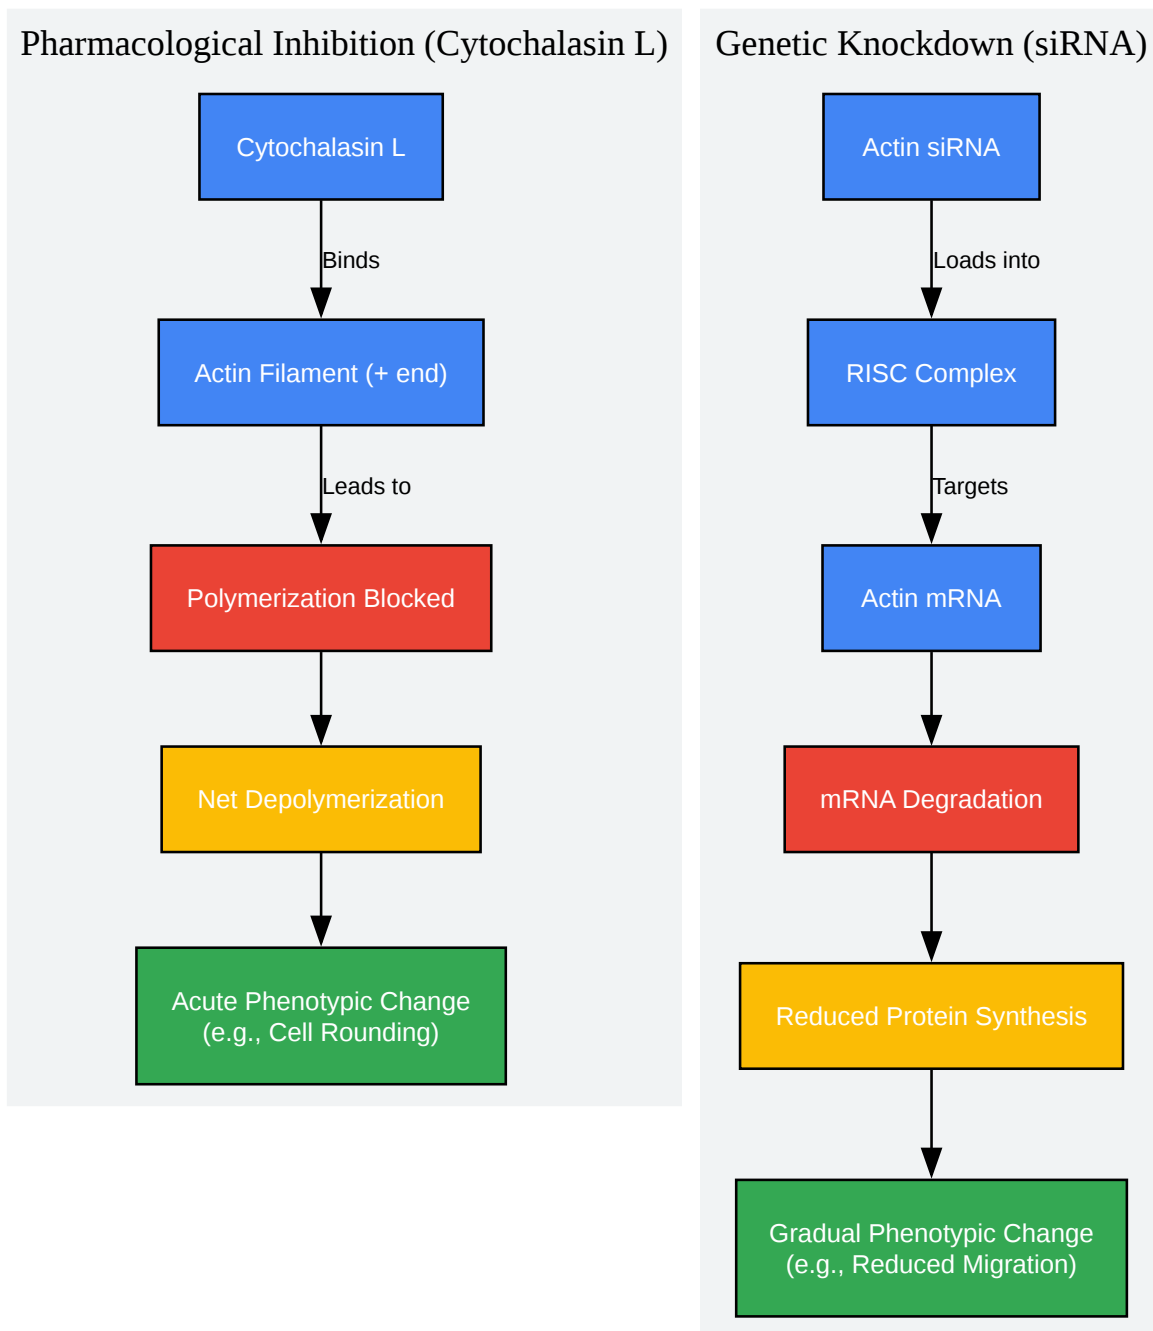 Pharmacological Inhibition (Cytochalasin L)
Cytochalasin L
Binds
Actin Filament (+ end)
Leads to
Polymerization Blocked
Net Depolymerization
Acute Phenotypic Change
(e.g., Cell Rounding)
Genetic Knockdown (siRNA)
Actin siRNA
Loads into
RISC Complex
Targets
Actin mRNA
mRNA Degradation
Reduced Protein Synthesis
Gradual Phenotypic Change
(e.g., Reduced Migration)